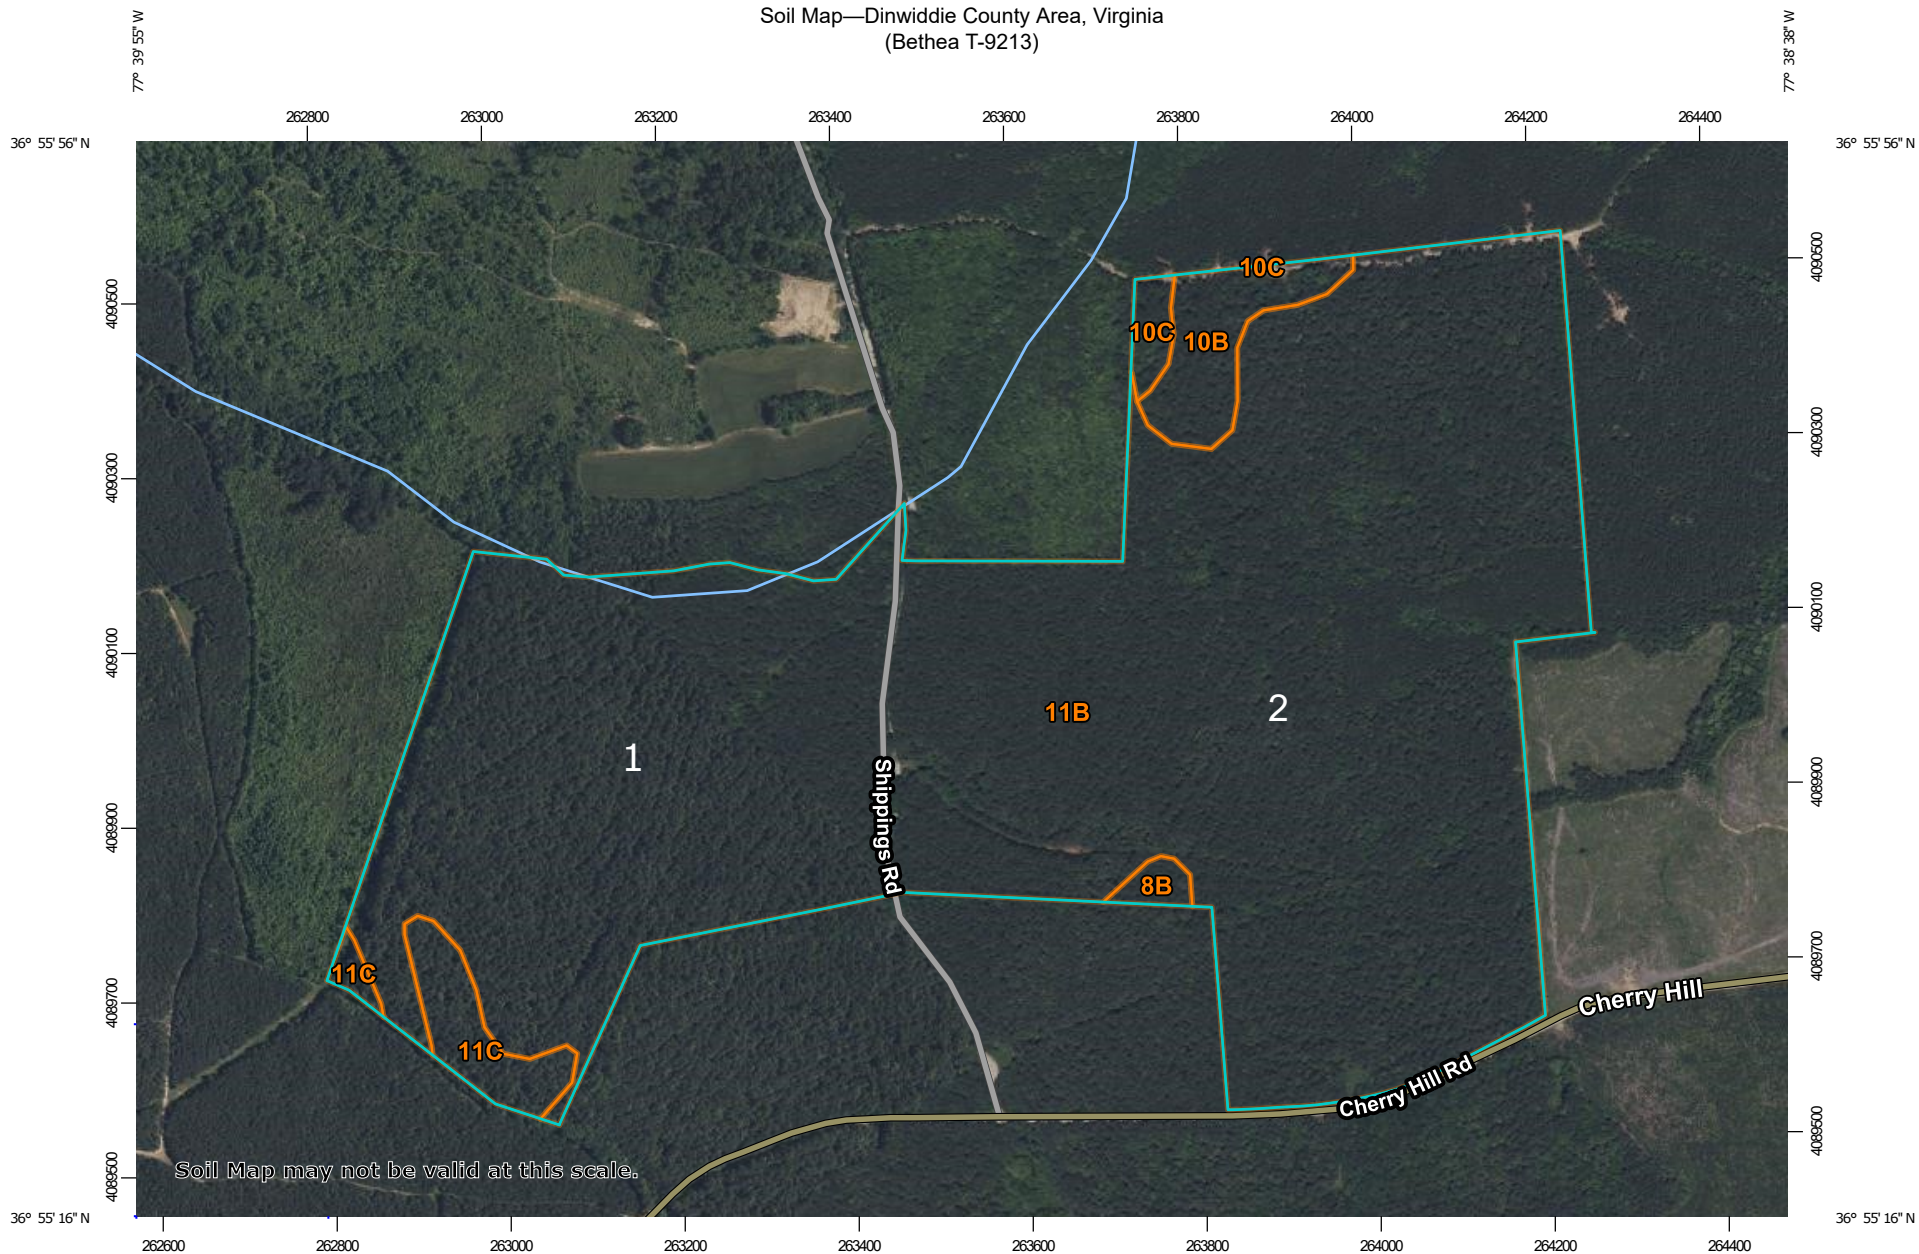 Soil Map—Dinwiddie County Area, Virginia
(Bethea T-9213)
77° 39' 55'' W
77° 38' 38'' W
262800 263000 263200 263400 263600 263800 264000 264200 264400
36° 55' 56'' N
36° 55' 56'' N
4090500
4090300
4090100
4089900
4089700
4089500
4090500
4090300
4090100
4089900
4089700
4089500
10C
10C
10B
11B
2
1
Shippings Rd
8B
11C
11C
Cherry Hill
Cherry Hill Rd
Soil Map may not be valid at this scale.
36° 55' 16'' N
36° 55' 16'' N
262600 262800 263000 263200 263400 263600 263800 264000 264200 264400